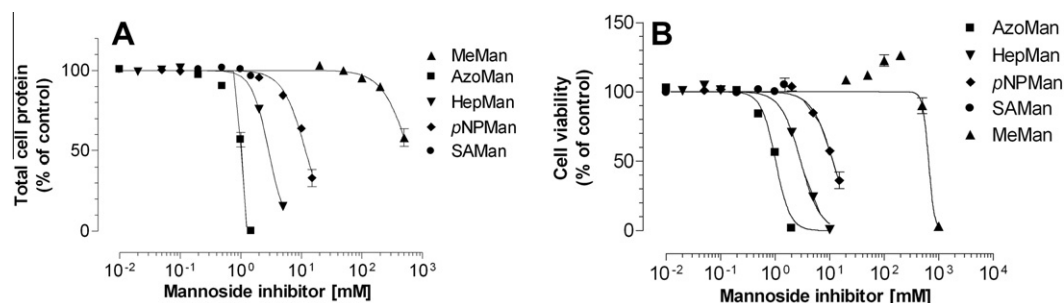 A
Total cell protein
(% of control)
100
50
0
10⁻² 10⁻¹ 10⁰ 10¹ 10² 10³
Mannoside inhibitor [mM]
MeMan
AzoMan
HepMan
pNPMan
SAMan
B
Cell viability
(% of control)
150
100
50
0
10⁻² 10⁻¹ 10⁰ 10¹ 10² 10³ 10⁴
Mannoside inhibitor [mM]
AzoMan
HepMan
pNPMan
SAMan
MeMan